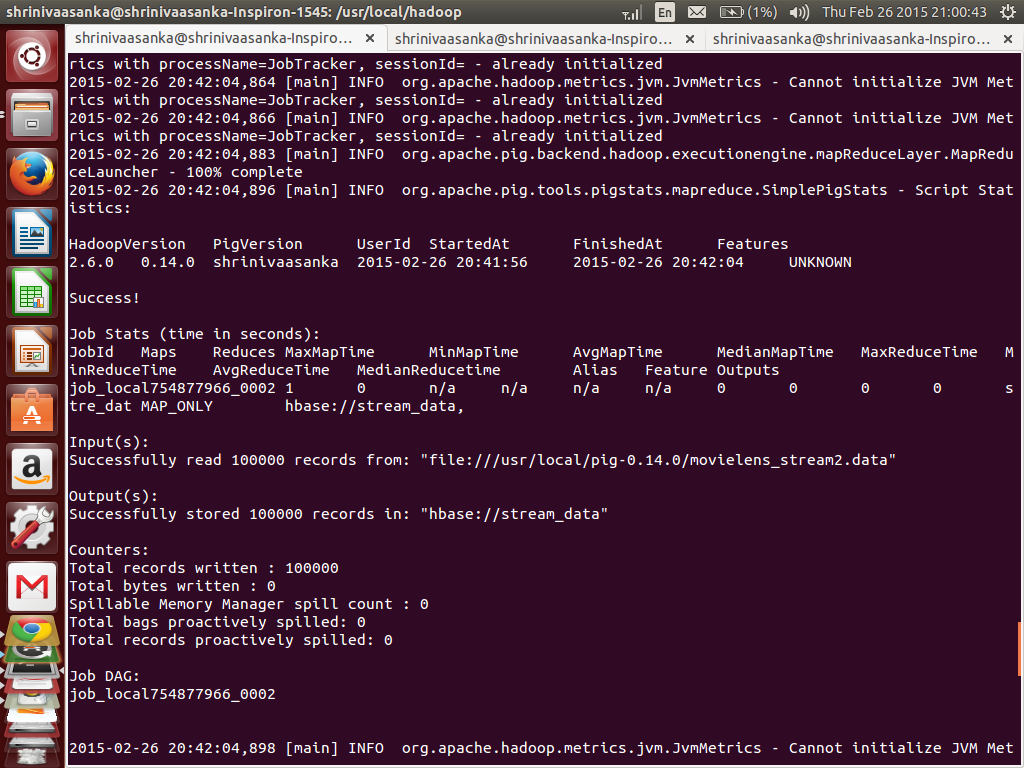 shrinivaasanka@shrinivaasanka-Inspiron-1545: /usr/local/hadoop
En
(1%)
Thu Feb 26 2015 21:00:43
shrinivaasanka@shrinivaasanka-Inspiro... ×
shrinivaasanka@shrinivaasanka-Inspiro... ×
shrinivaasanka@shrinivaasanka-Inspiro... ×
rics with processName=JobTracker, sessionId= - already initialized
2015-02-26 20:42:04,864 [main] INFO  org.apache.hadoop.metrics.jvm.JvmMetrics - Cannot initialize JVM Met
rics with processName=JobTracker, sessionId= - already initialized
2015-02-26 20:42:04,866 [main] INFO  org.apache.hadoop.metrics.jvm.JvmMetrics - Cannot initialize JVM Met
rics with processName=JobTracker, sessionId= - already initialized
2015-02-26 20:42:04,883 [main] INFO  org.apache.pig.backend.hadoop.executionengine.mapReduceLayer.MapRedu
ceLauncher - 100% complete
2015-02-26 20:42:04,896 [main] INFO  org.apache.pig.tools.pigstats.mapreduce.SimplePigStats - Script Stat
istics:
HadoopVersion   PigVersion      UserId  StartedAt       FinishedAt      Features
2.6.0   0.14.0  shrinivaasanka  2015-02-26 20:41:56     2015-02-26 20:42:04     UNKNOWN
Success!
Job Stats (time in seconds):
JobId   Maps    Reduces MaxMapTime      MinMapTime      AvgMapTime      MedianMapTime   MaxReduceTime   M
inReduceTime    AvgReduceTime   MedianReducetime        Alias   Feature Outputs
job_local754877966_0002 1       0       n/a     n/a     n/a     n/a     0       0       0       0       s
tre_dat MAP_ONLY        hbase://stream_data,
Input(s):
Successfully read 100000 records from: "file:///usr/local/pig-0.14.0/movielens_stream2.data"
Output(s):
Successfully stored 100000 records in: "hbase://stream_data"
Counters:
Total records written : 100000
Total bytes written : 0
Spillable Memory Manager spill count : 0
Total bags proactively spilled: 0
Total records proactively spilled: 0
Job DAG:
job_local754877966_0002
2015-02-26 20:42:04,898 [main] INFO  org.apache.hadoop.metrics.jvm.JvmMetrics - Cannot initialize JVM Met